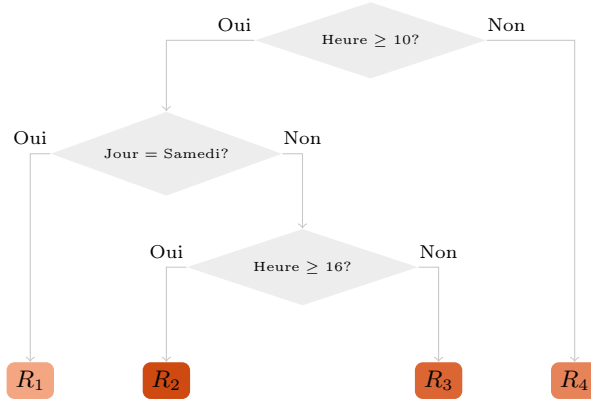 Oui Heure ≥ 10? Non
Oui Jour = Samedi? Non
Oui Heure ≥ 16? Non
R₁ R₂ R₃ R₄